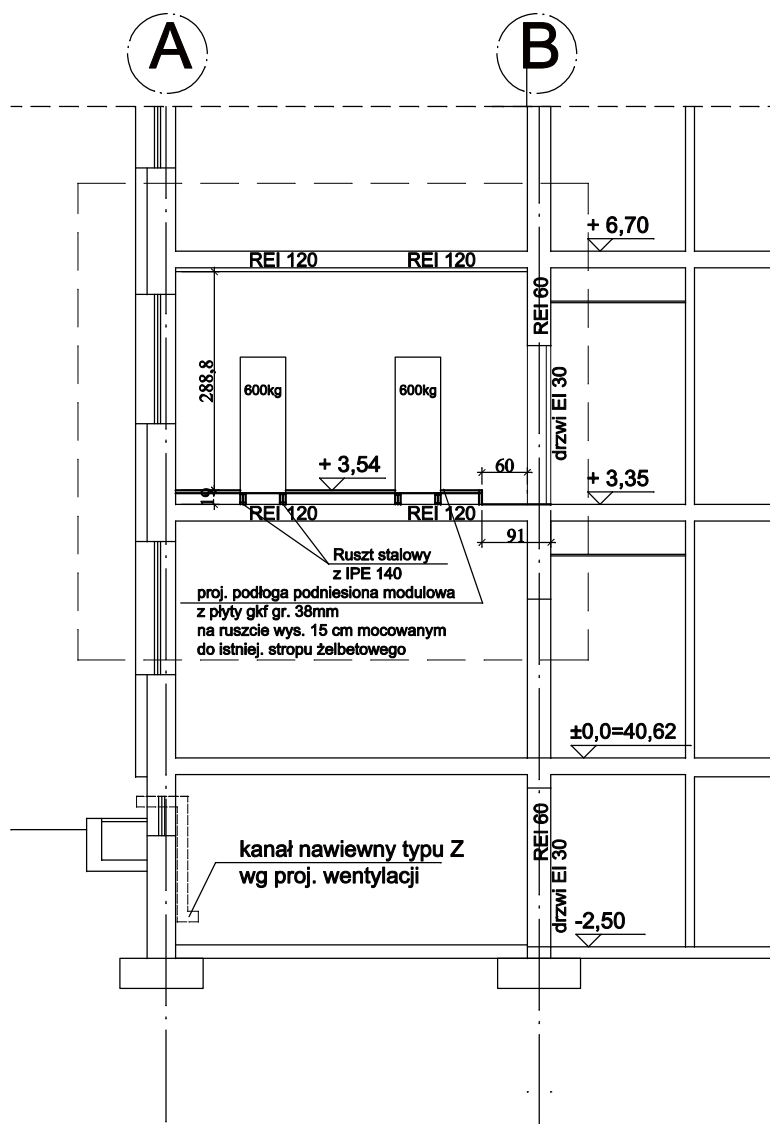 A
B
+ 6,70
REI 120
REI 120
REI 60
288,8
600kg
600kg
drzwi EI 30
+ 3,54
60
+ 3,35
19
REI 120
REI 120
91
Ruszt stalowy
z IPE 140
proj. podłoga podniesiona modulowa
z płyty gkf gr. 38mm
na ruszcie wys. 15 cm mocowanym
do istniej. stropu żelbetowego
±0,0=40,62
REI 60
kanał nawiewny typu Z
wg proj. wentylacji
drzwi EI 30
-2,50